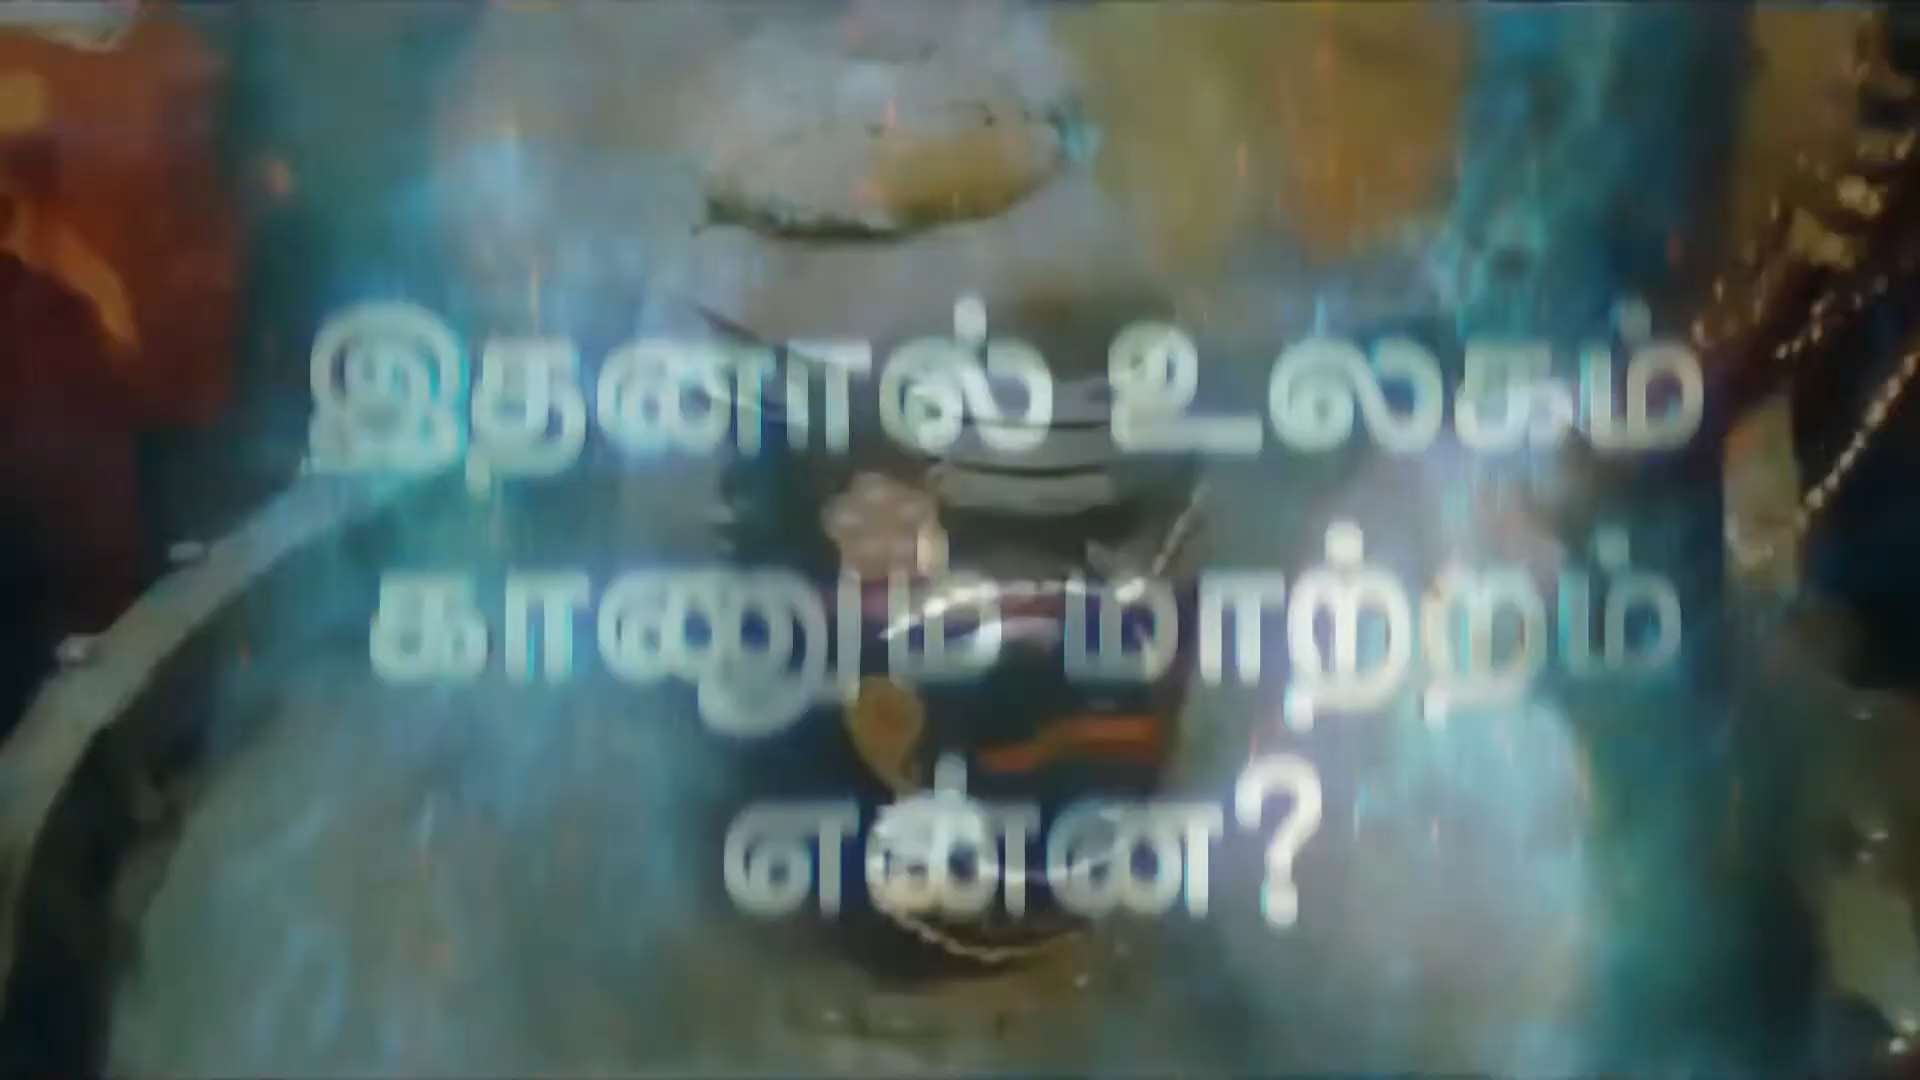 இதனால் உலகம்
காணும் மாற்றம்
என்ன?